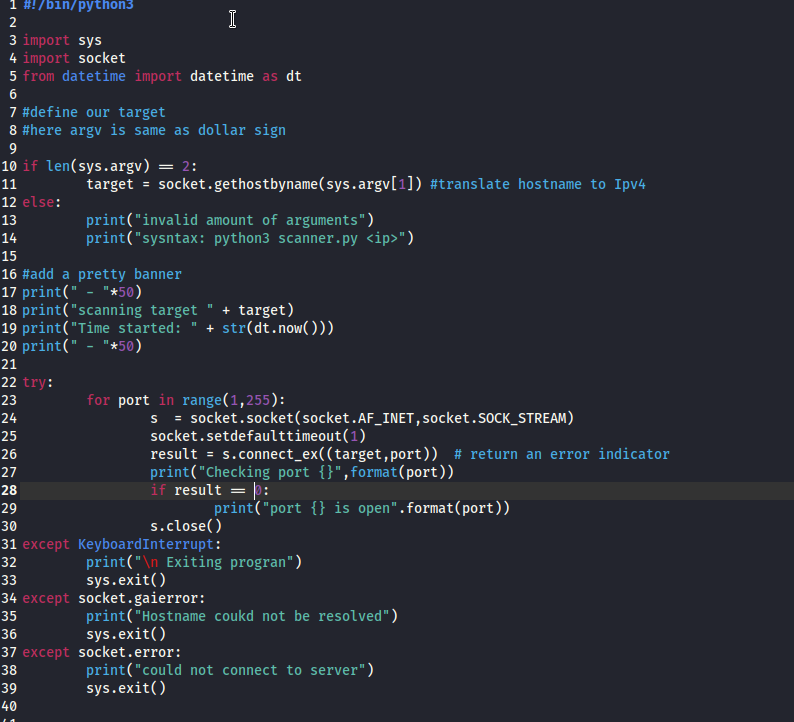 1 #!/bin/python3
2
3 import sys
4 import socket
5 from datetime import datetime as dt
6
7 #define our target
8 #here argv is same as dollar sign
9
10 if len(sys.argv) == 2:
11         target = socket.gethostbyname(sys.argv[1]) #translate hostname to Ipv4
12 else:
13         print("invalid amount of arguments")
14         print("sysntax: python3 scanner.py <ip>")
15
16 #add a pretty banner
17 print(" - "*50)
18 print("scanning target " + target)
19 print("Time started: " + str(dt.now()))
20 print(" - "*50)
21
22 try:
23         for port in range(1,255):
24                 s  = socket.socket(socket.AF_INET,socket.SOCK_STREAM)
25                 socket.setdefaulttimeout(1)
26                 result = s.connect_ex((target,port))  # return an error indicator
27                 print("Checking port {}",format(port))
28                 if result == 0:
29                         print("port {} is open".format(port))
30                 s.close()
31 except KeyboardInterrupt:
32         print("\n Exiting progran")
33         sys.exit()
34 except socket.gaierror:
35         print("Hostname coukd not be resolved")
36         sys.exit()
37 except socket.error:
38         print("could not connect to server")
39         sys.exit()
40